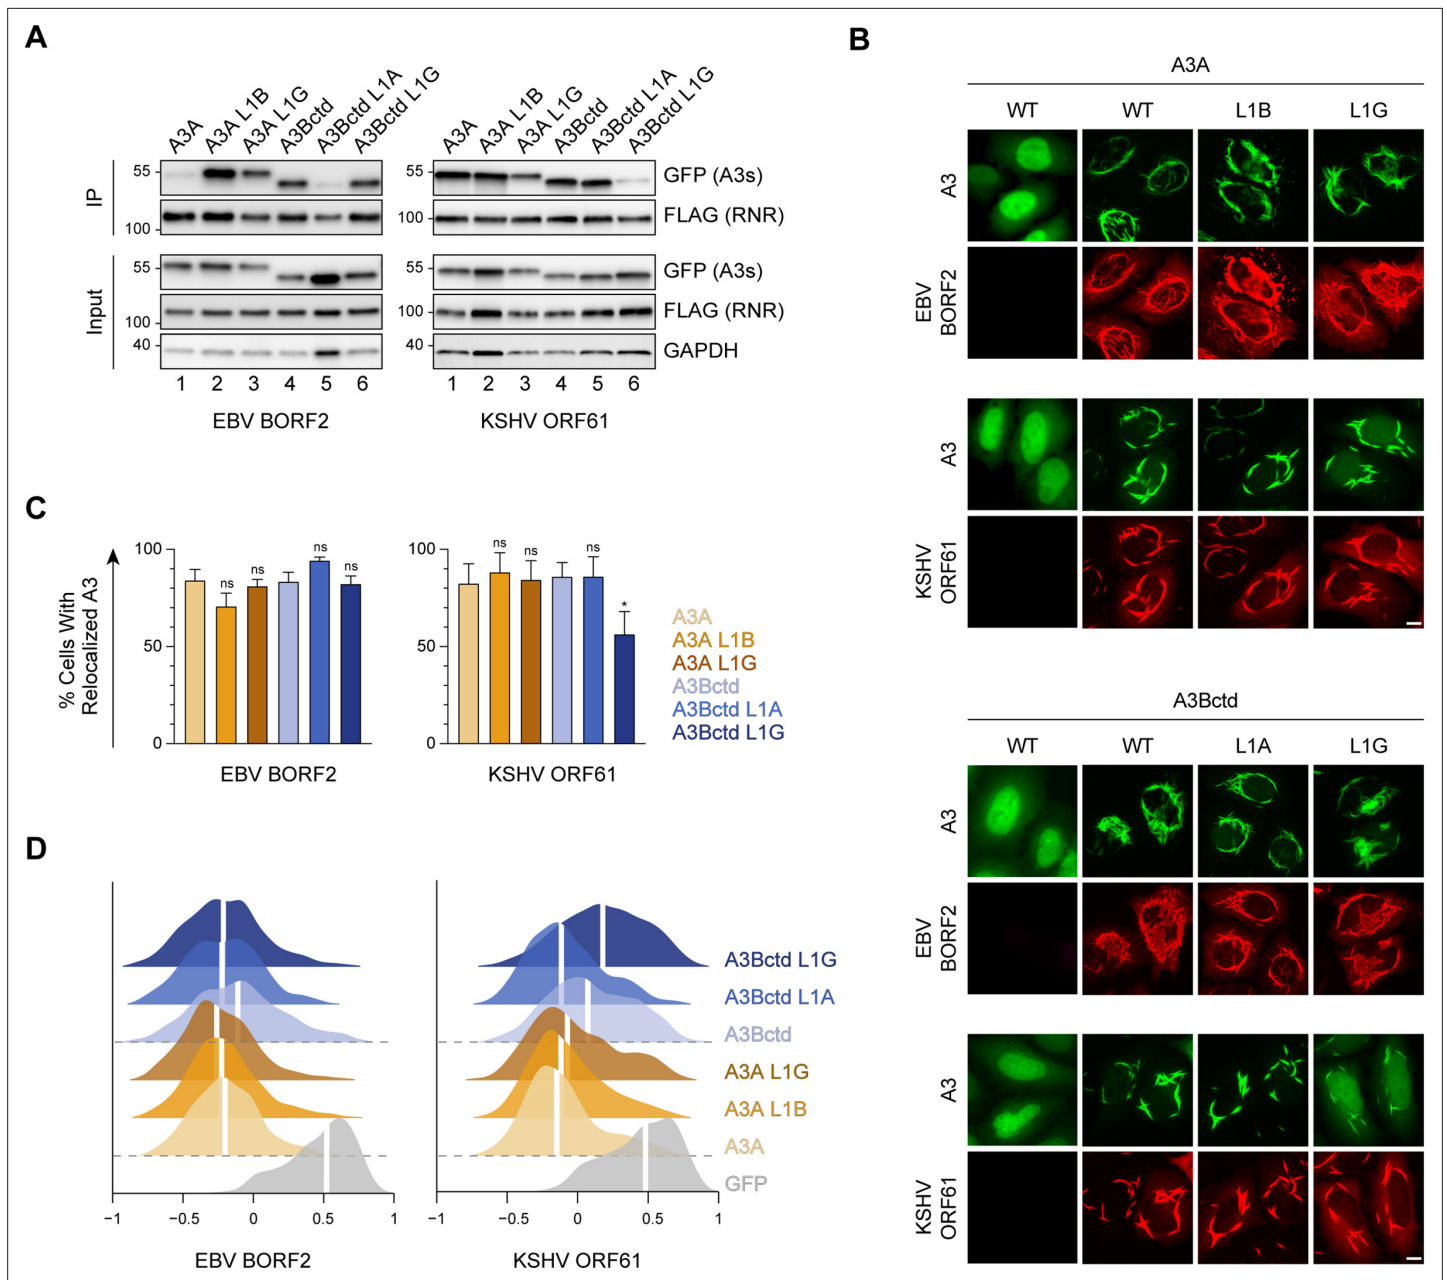 A
A3A
A3A L1B
A3A L1G
A3Bctd
A3Bctd L1A
A3Bctd L1G
A3A
A3A L1B
A3A L1G
A3Bctd
A3Bctd L1A
A3Bctd L1G
IP
55
55
GFP (A3s)
100
100
FLAG (RNR)
Input
55
55
GFP (A3s)
100
100
FLAG (RNR)
40
40
GAPDH
1 2 3 4 5 6
1 2 3 4 5 6
EBV BORF2
KSHV ORF61
B
A3A
WT WT L1B L1G
A3
EBV
BORF2
A3
KSHV
ORF61
A3Bctd
WT WT L1A L1G
A3
EBV
BORF2
A3
KSHV
ORF61
C
% Cells With
Relocalized A3
100
50
0
ns ns ns ns
EBV BORF2
100
50
0
ns ns ns *
KSHV ORF61
A3A
A3A L1B
A3A L1G
A3Bctd
A3Bctd L1A
A3Bctd L1G
D
A3Bctd L1G
A3Bctd L1A
A3Bctd
A3A L1G
A3A L1B
A3A
GFP
−1 −0.5 0 0.5 1
−1 −0.5 0 0.5 1
EBV BORF2
KSHV ORF61